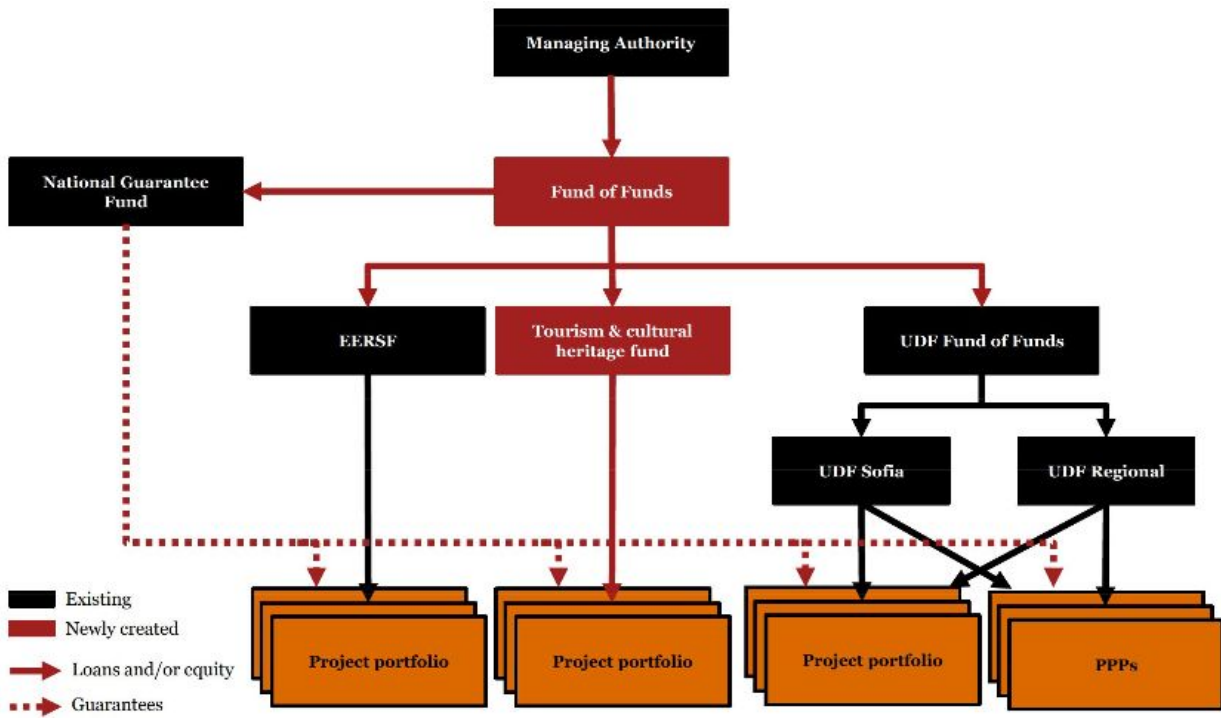 Managing Authority
National Guarantee
Fund
Fund of Funds
EERSF
Tourism & cultural
heritage fund
UDF Fund of Funds
UDF Sofia
UDF Regional
Existing
Newly created
Loans and/or equity
Guarantees
Project portfolio
Project portfolio
Project portfolio
PPPs